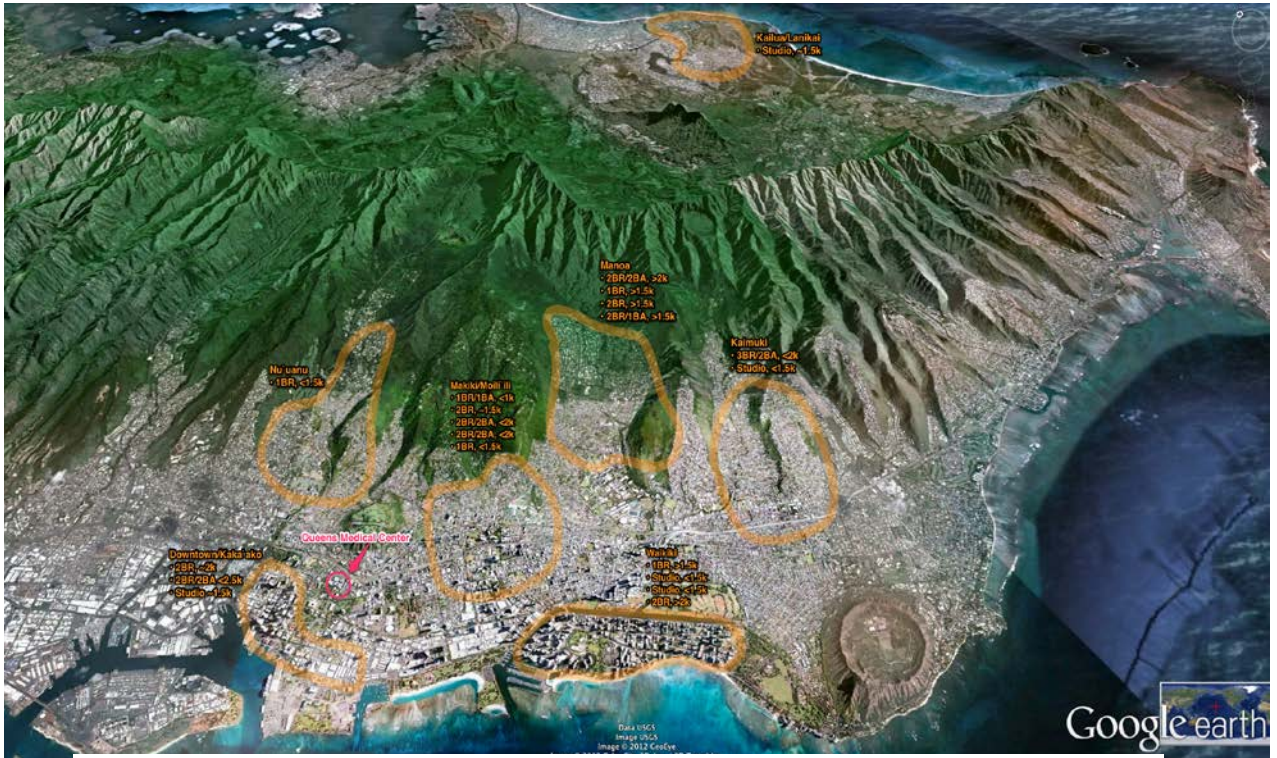 Kailua/Lanikai
· Studio, ~1.5k
Manoa
· 2BR/2BA, >2k
· 1BR, >1.5k
· 2BR, >1.5k
· 2BR/1BA, >1.5k
Kaimuki
· 3BR/2BA, <2k
· Studio, <1.5k
Nu uanu
· 1BR, <1.5k
Makiki/Moili ili
· 1BR/1BA, <1k
· 2BR, ~1.5k
· 2BR/2BA, <2k
· 2BR/2BA, <2k
· 1BR, <1.5k
Queens Medical Center
Downtown/Kaka ako
· 2BR, ~2k
· 2BR/2BA <2.5k
· Studio ~1.5k
Waikiki
· 1BR, >1.5k
· Studio, <1.5k
· Studio, <1.5k
· 2BR, >2k
Data USGS
Image USGS
Image © 2012 GeoEye
Google earth